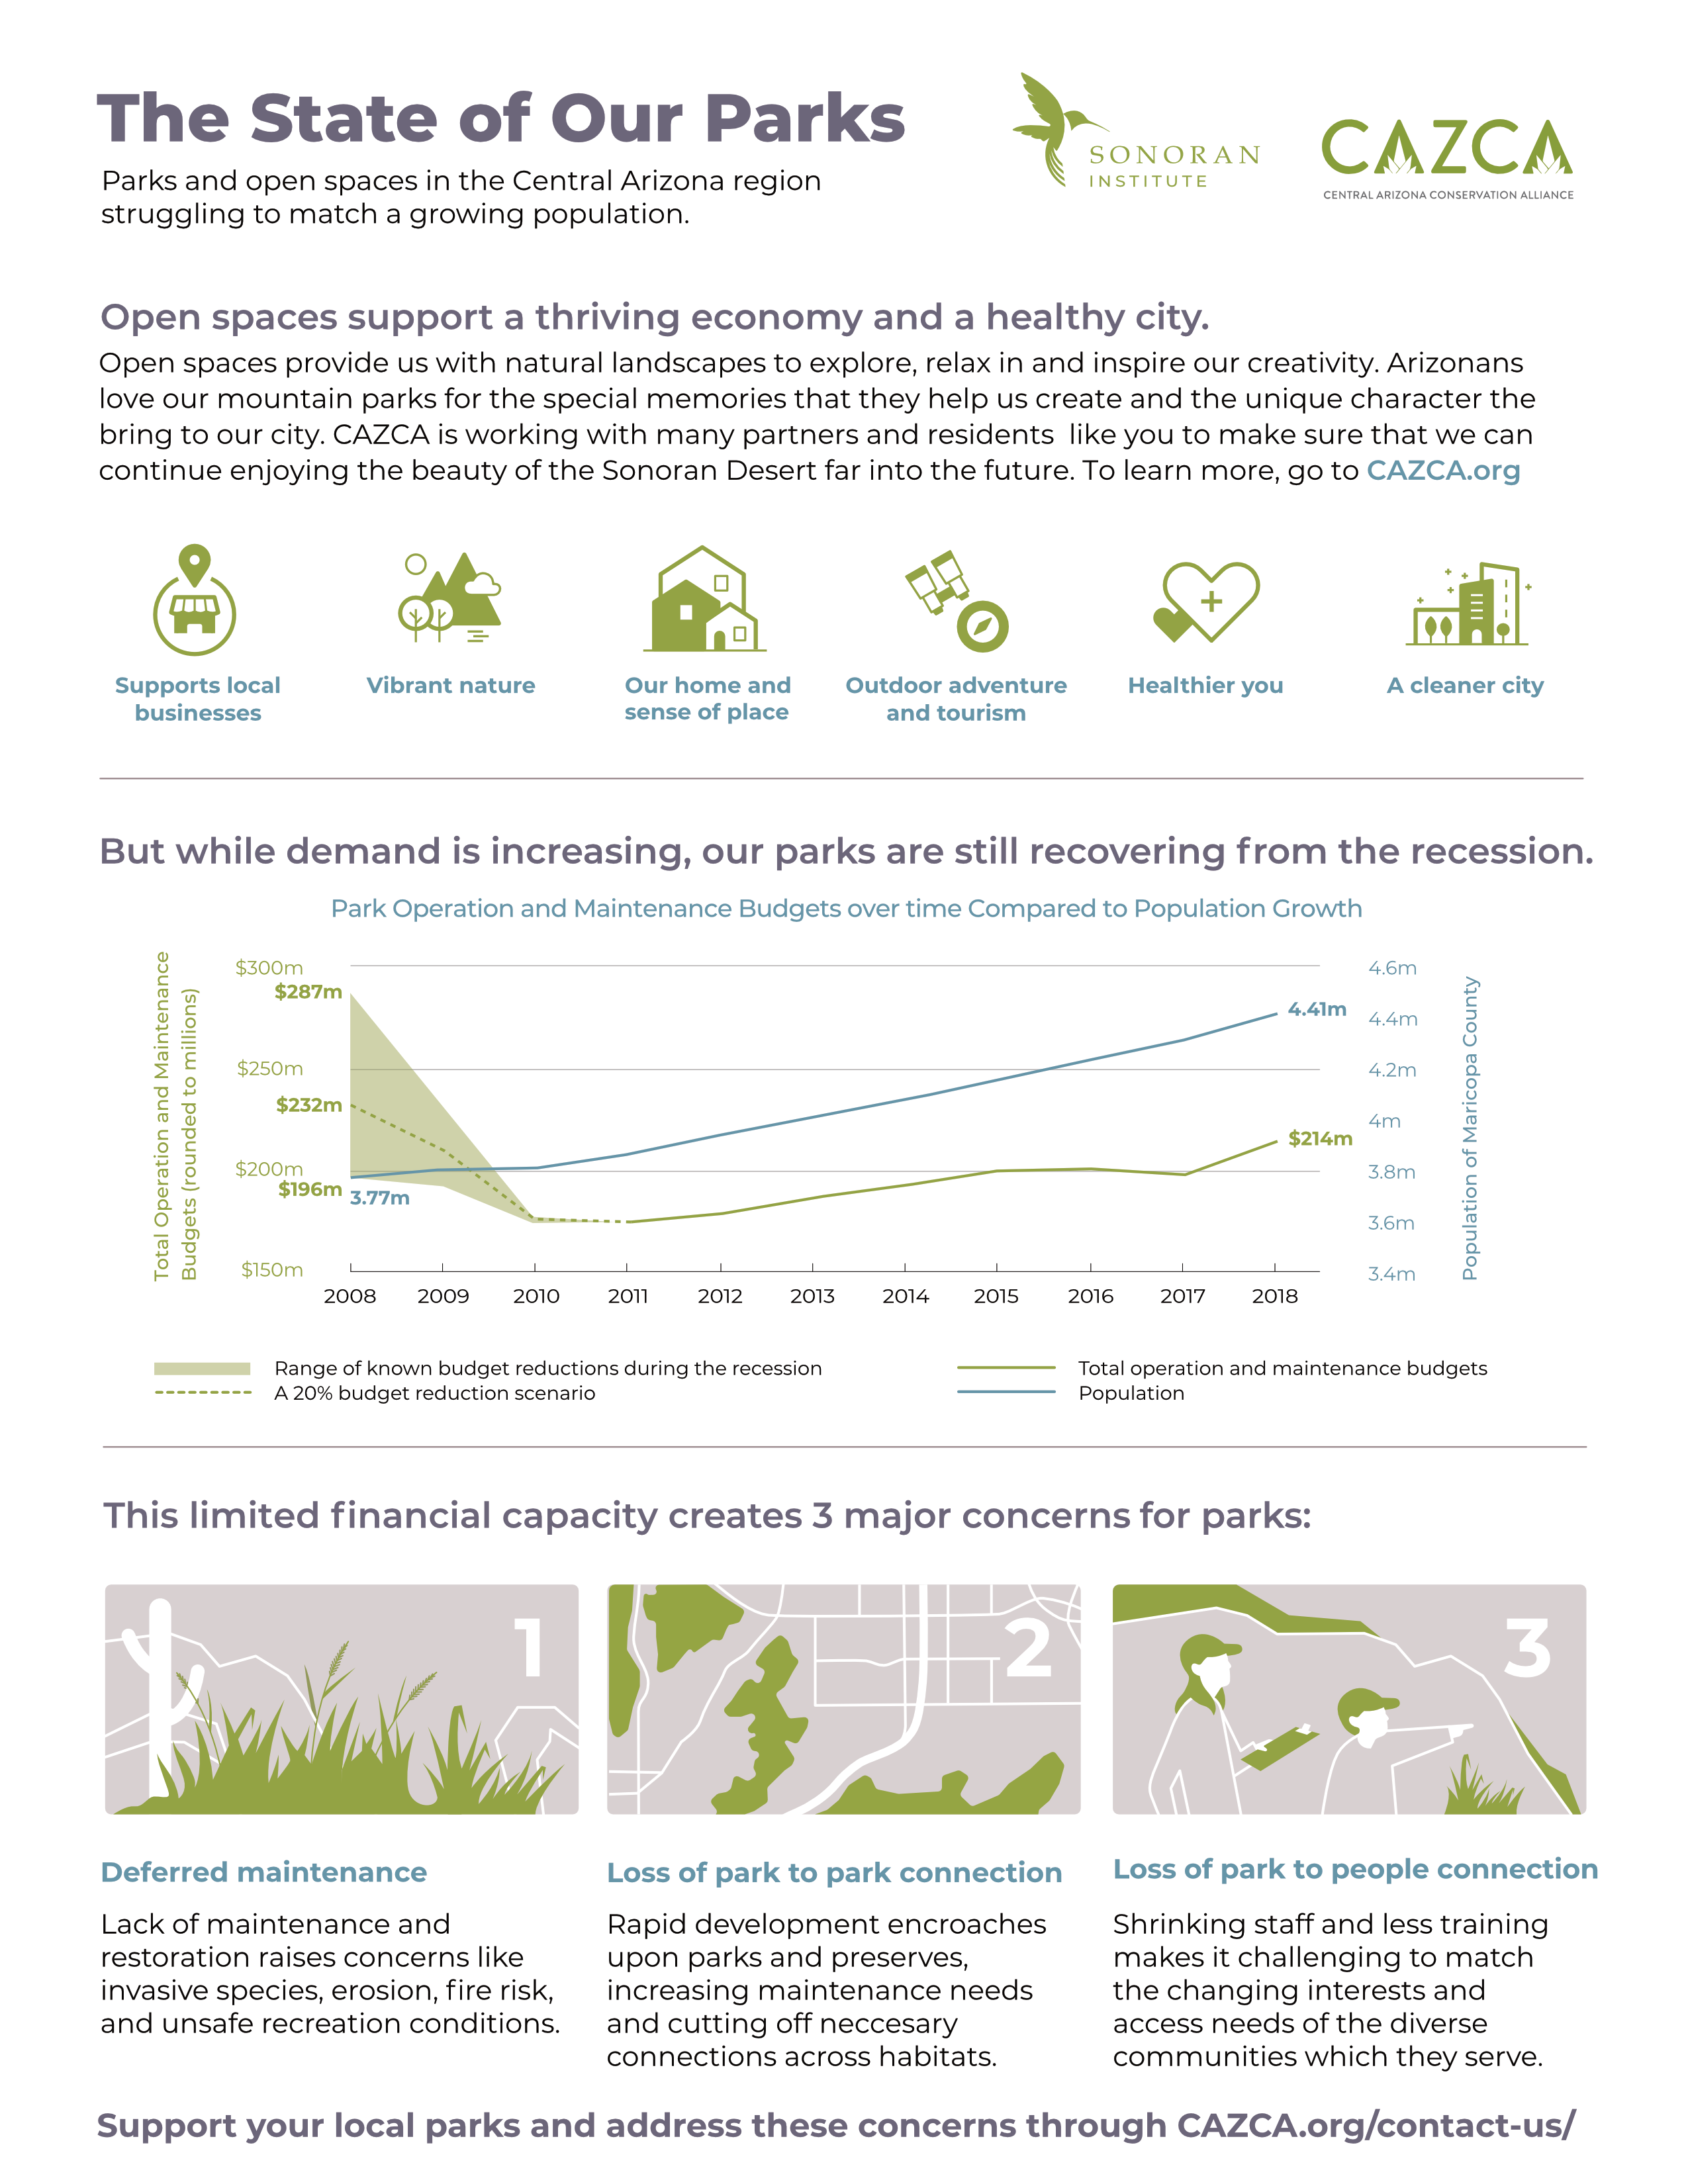 The State of Our Parks
Parks and open spaces in the Central Arizona region
struggling to match a growing population.
SONORAN
INSTITUTE
CAZCA
CENTRAL ARIZONA CONSERVATION ALLIANCE
Open spaces support a thriving economy and a healthy city.
Open spaces provide us with natural landscapes to explore, relax in and inspire our creativity. Arizonans
love our mountain parks for the special memories that they help us create and the unique character the
bring to our city. CAZCA is working with many partners and residents like you to make sure that we can
continue enjoying the beauty of the Sonoran Desert far into the future. To learn more, go to CAZCA.org
Supports local
businesses
Vibrant nature
Our home and
sense of place
Outdoor adventure
and tourism
Healthier you
A cleaner city
But while demand is increasing, our parks are still recovering from the recession.
Park Operation and Maintenance Budgets over time Compared to Population Growth
Total Operation and Maintenance
Budgets (rounded to millions)
$300m
$287m
$250m
$232m
$200m
$196m
$150m
3.77m
4.41m
$214m
4.6m
4.4m
4.2m
4m
3.8m
3.6m
3.4m
Population of Maricopa County
2008 2009 2010 2011 2012 2013 2014 2015 2016 2017 2018
Range of known budget reductions during the recession
A 20% budget reduction scenario
Total operation and maintenance budgets
Population
This limited financial capacity creates 3 major concerns for parks:
1
2
3
Deferred maintenance
Lack of maintenance and
restoration raises concerns like
invasive species, erosion, fire risk,
and unsafe recreation conditions.
Loss of park to park connection
Rapid development encroaches
upon parks and preserves,
increasing maintenance needs
and cutting off neccesary
connections across habitats.
Loss of park to people connection
Shrinking staff and less training
makes it challenging to match
the changing interests and
access needs of the diverse
communities which they serve.
Support your local parks and address these concerns through CAZCA.org/contact-us/